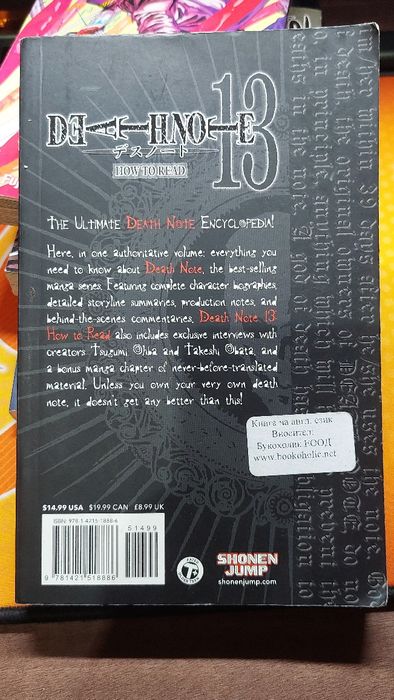 DEATH NOTE 13
デスノート
HOW TO READ
THE ULTIMATE DEATH NOTE ENCYCLOPEDIA!
Here, in one authoritative volume: everything you
need to know about Death Note, the best-selling
manga series. Featuring complete character biographies,
detailed storyline summaries, production notes, and
behind-the-scenes commentaries, Death Note 13:
How to Read also includes exclusive interviews with
creators Tsugumi Ohba and Takeshi Obata, and
a bonus manga chapter of never-before-translated
material. Unless you own your very own death
note, it doesn't get any better than this!
Книга на англ. език
Вносител:
Букохолик ЕООД
www.bookoholic.net
$14.99 USA $19.99 CAN £8.99 UK
ISBN: 978-1-4215-1888-6
51499
9 781421 518886
T+
SHONEN
JUMP
shonenjump.com